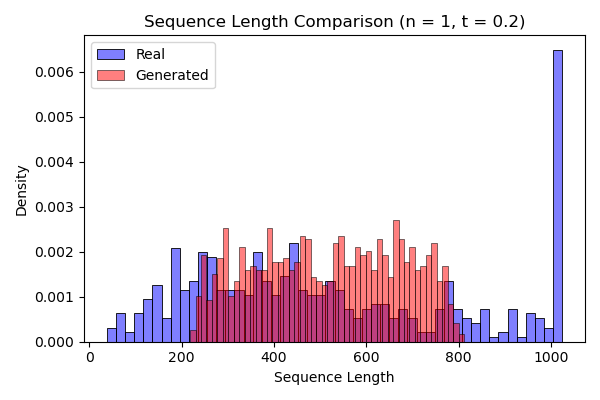 Sequence Length Comparison (n = 1, t = 0.2)
Real
Generated
0.006
0.005
0.004
0.003
0.002
0.001
0.000
Density
0
200
400
600
800
1000
Sequence Length